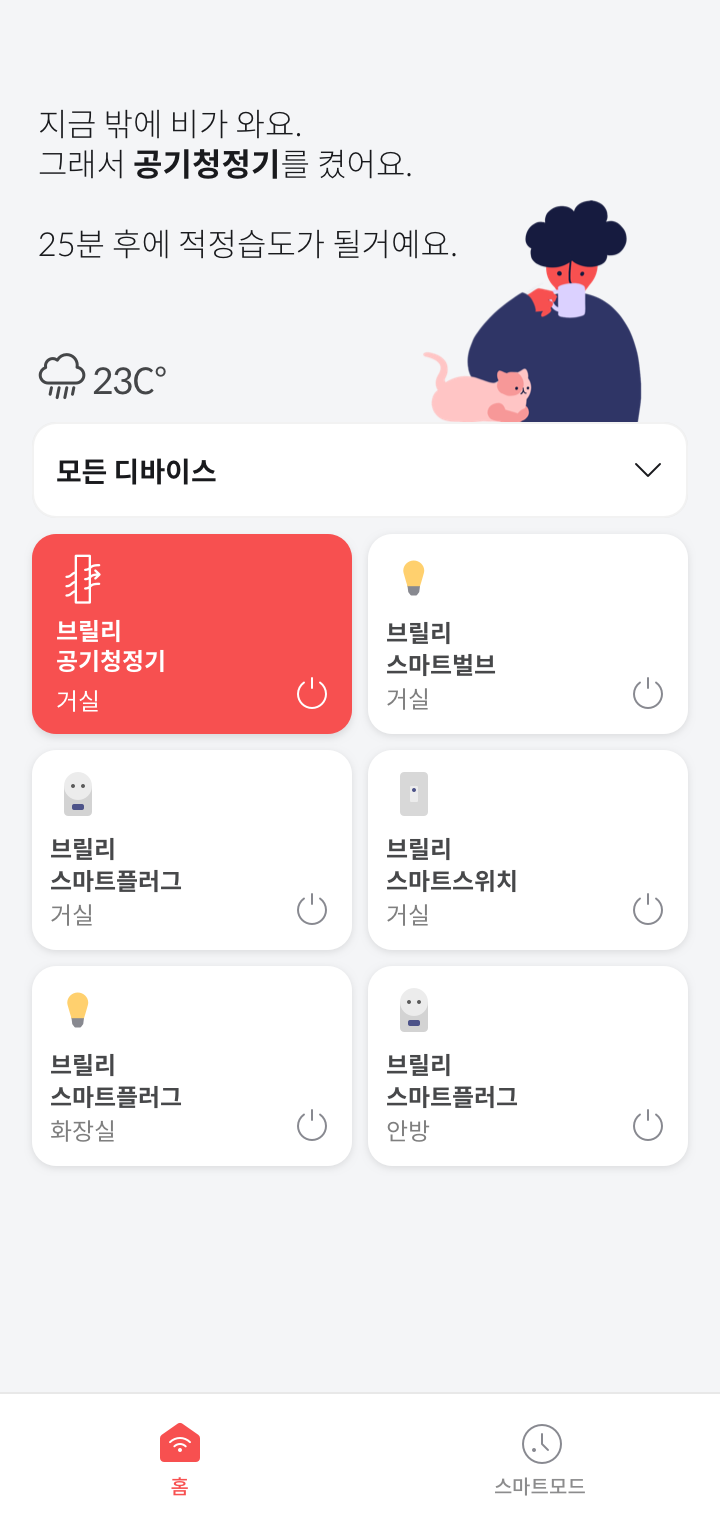 지금 밖에 비가 와요.
그래서 공기청정기를 켰어요.
25분 후에 적정습도가 될거예요.
23C°
모든 디바이스
브릴리
공기청정기
거실
브릴리
스마트벌브
거실
브릴리
스마트플러그
거실
브릴리
스마트스위치
거실
브릴리
스마트플러그
화장실
브릴리
스마트플러그
안방
홈
스마트모드